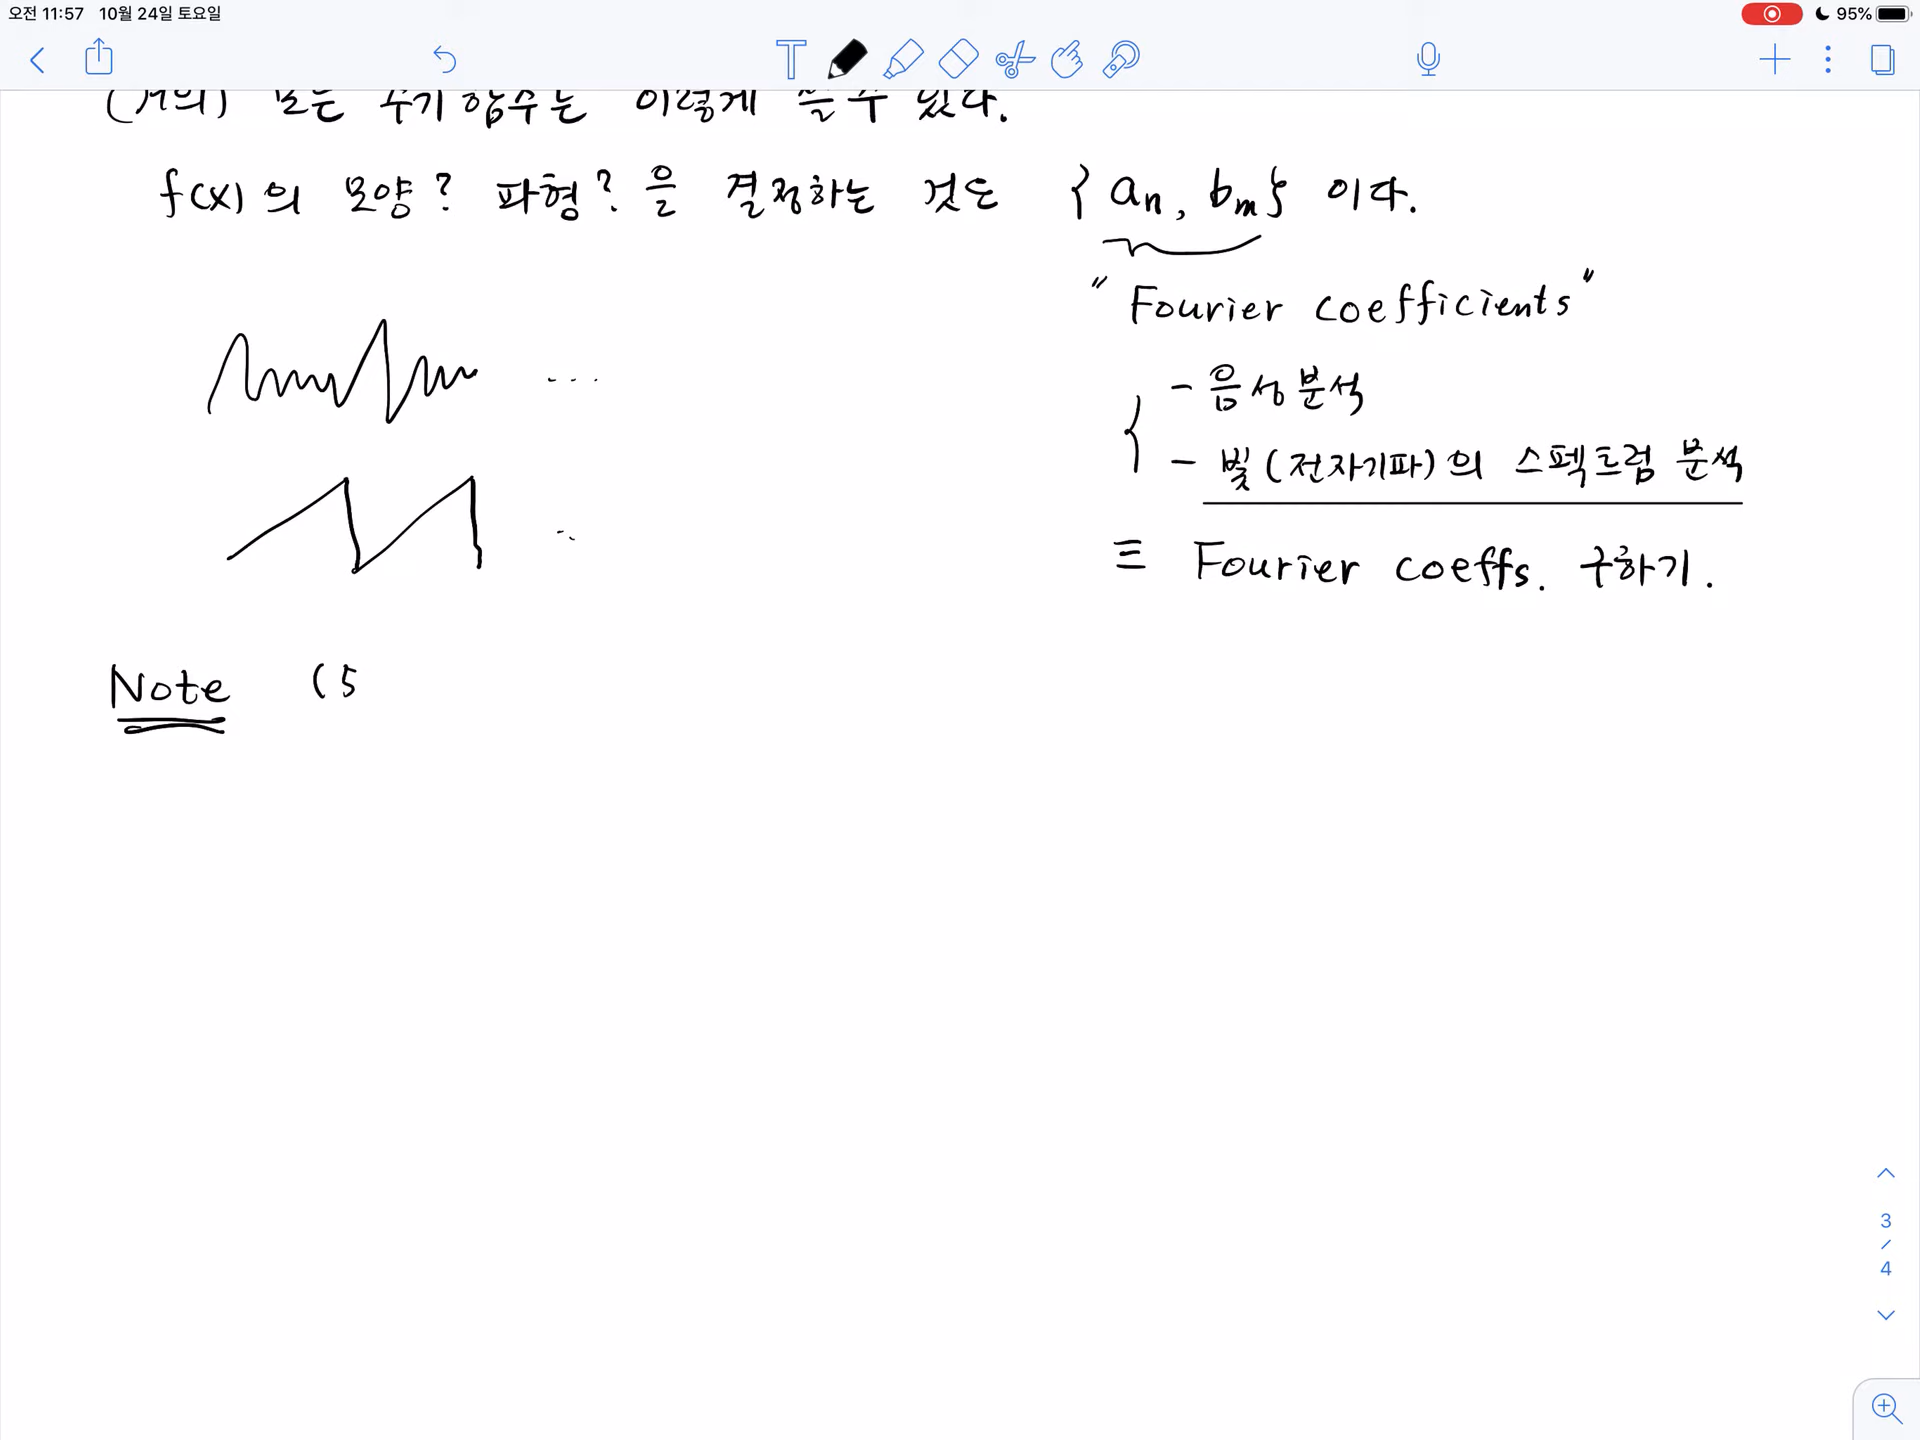 오전 11:57 10월 24일 토요일
95%
(거의) 모든 주기함수는 이렇게 쓸 수 있다.
f(x)의 모양? 파형?을 결정하는 것은 {an, bm} 이다.
"Fourier coefficients"
- 음성분석
- 빛(전자기파)의 스펙트럼 분석
≡ Fourier coeffs. 구하기.
Note (5
3
/
4